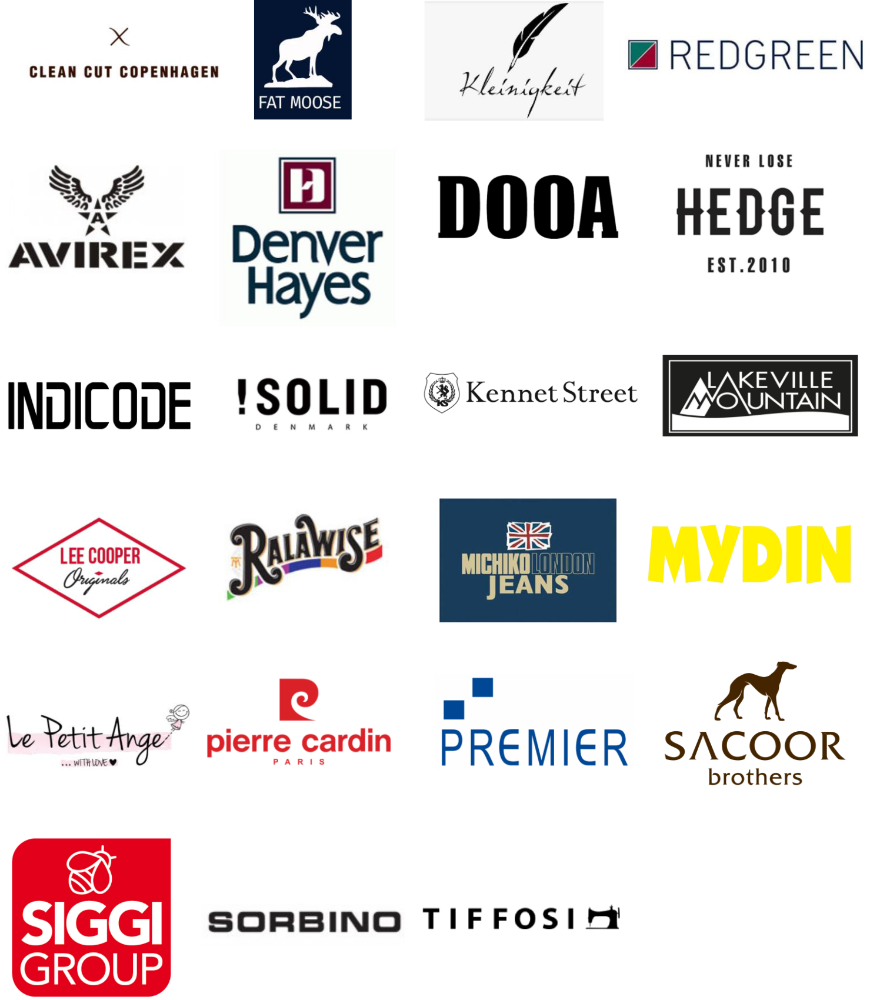 CLEAN CUT COPENHAGEN
FAT MOOSE
Kleinigkeit
REDGREEN
A
AVIREX
Denver
Hayes
DOOA
NEVER LOSE
HEDGE
EST.2010
INDICODE
!SOLID
DENMARK
KS
Kennet Street
LAKEVILLE
MOUNTAIN
LEE COOPER
Originals
RALAWISE
MICHIKO LONDON
JEANS
MYDIN
Le Petit Ange
... WITH LOVE ♥
pierre cardin
PARIS
PREMIER
SACOOR
brothers
SIGGI
GROUP
SORBINO
TIFFOSI